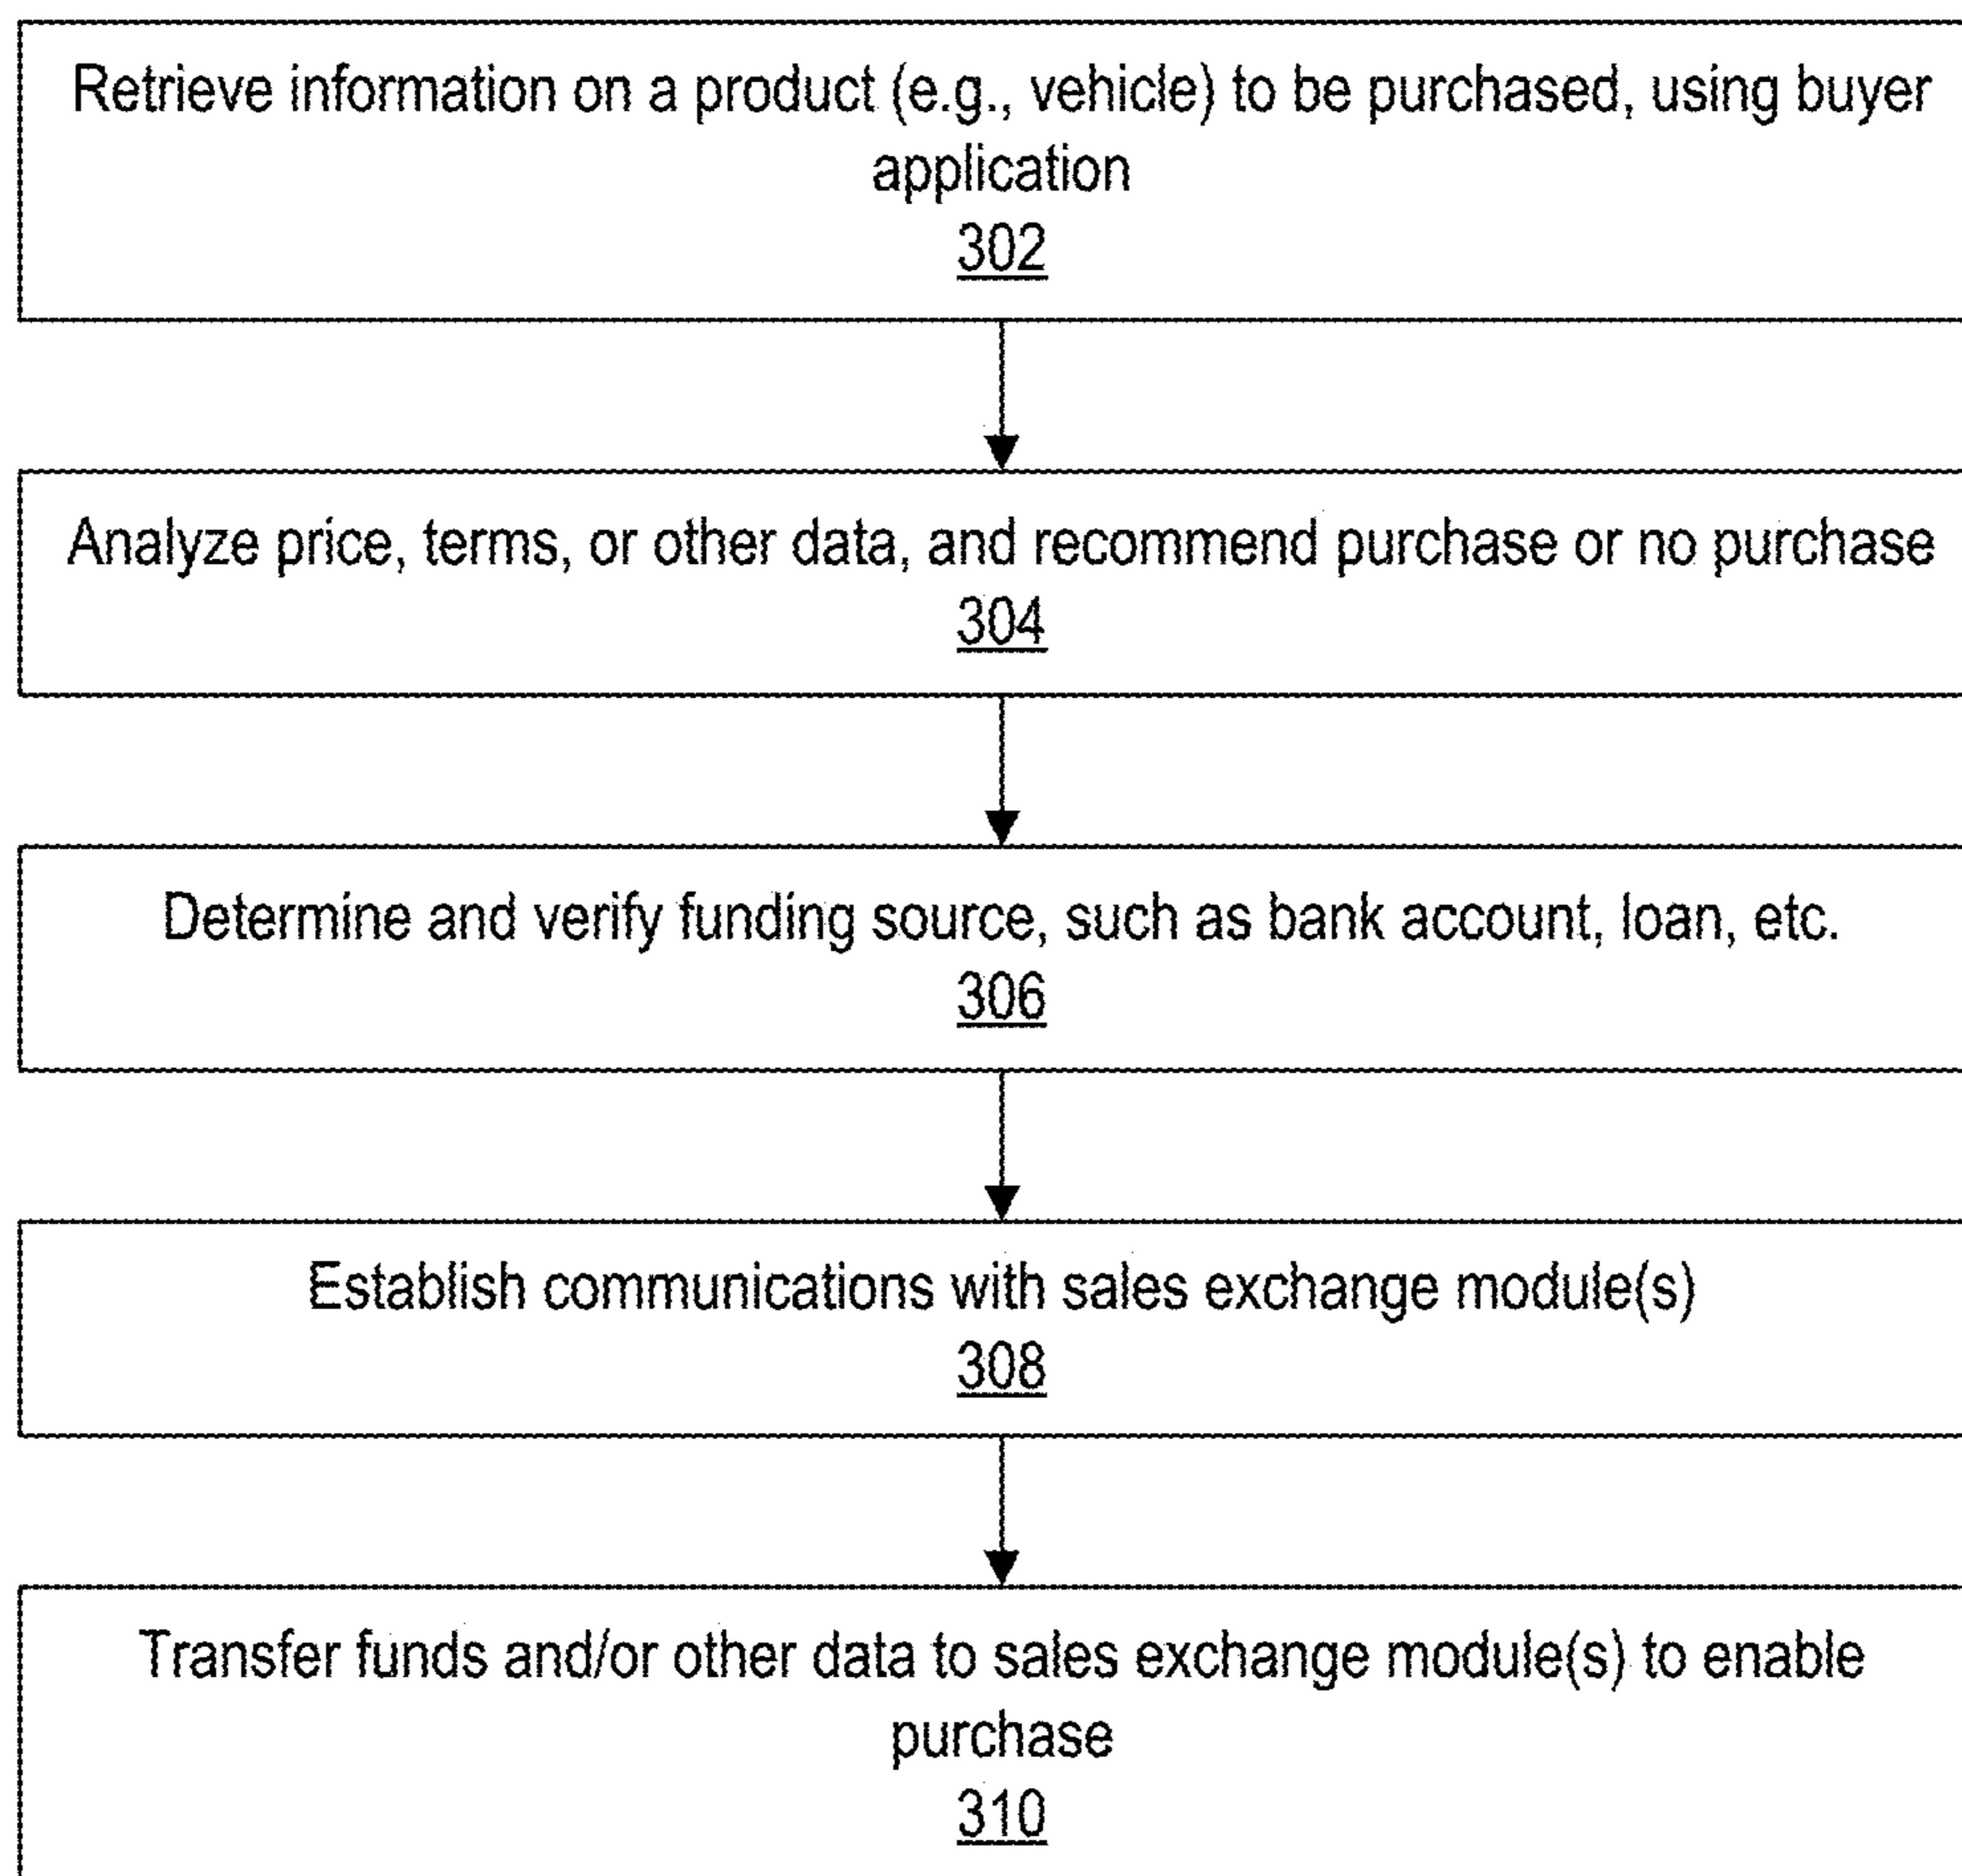 Retrieve information on a product (e.g., vehicle) to be purchased, using buyer
application
302
Analyze price, terms, or other data, and recommend purchase or no purchase
304
Determine and verify funding source, such as bank account, loan, etc.
306
Establish communications with sales exchange module(s)
308
Transfer funds and/or other data to sales exchange module(s) to enable
purchase
310